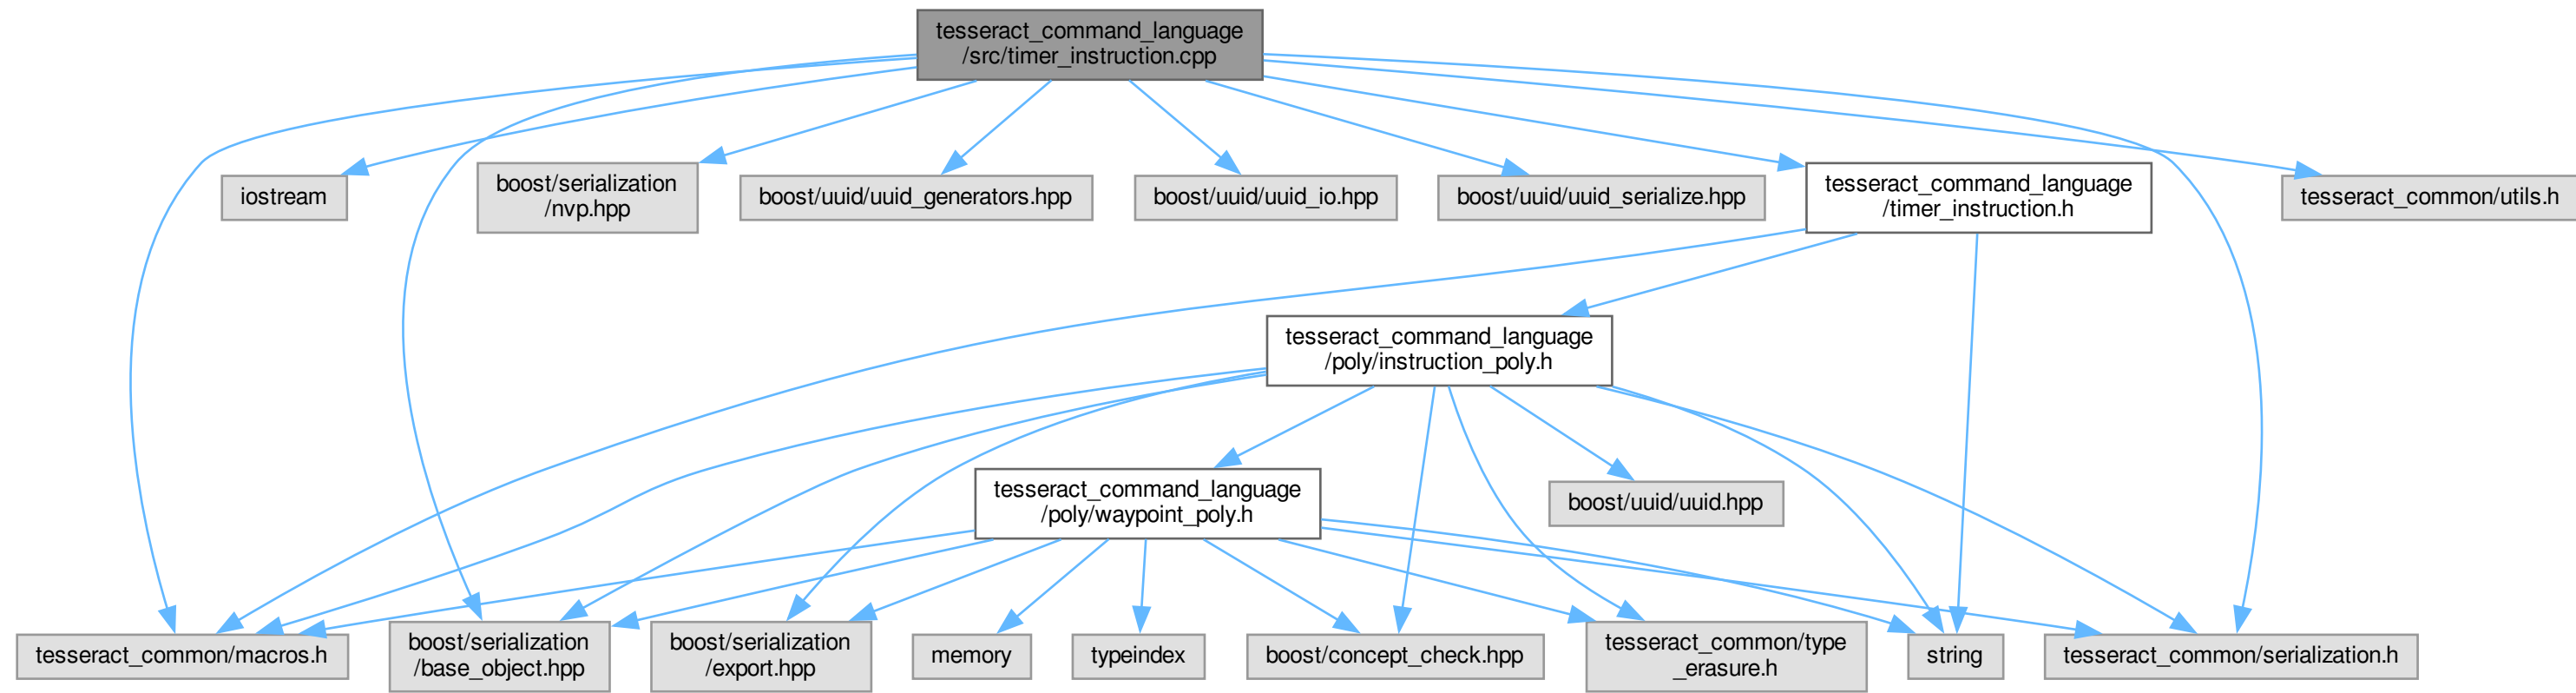 tesseract_command_language
/src/timer_instruction.cpp
iostream
boost/serialization
/nvp.hpp
boost/uuid/uuid_generators.hpp
boost/uuid/uuid_io.hpp
boost/uuid/uuid_serialize.hpp
tesseract_command_language
/timer_instruction.h
tesseract_common/utils.h
tesseract_command_language
/poly/instruction_poly.h
tesseract_command_language
/poly/waypoint_poly.h
boost/uuid/uuid.hpp
tesseract_common/macros.h
boost/serialization
/base_object.hpp
boost/serialization
/export.hpp
memory
typeindex
boost/concept_check.hpp
tesseract_common/type
_erasure.h
string
tesseract_common/serialization.h